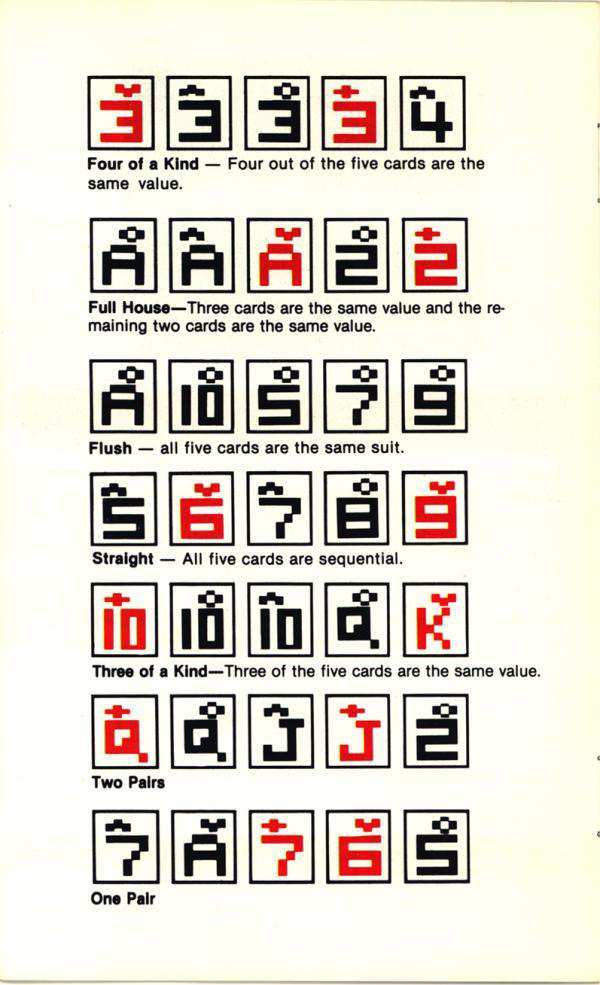 3 3 3 3 4
Four of a Kind — Four out of the five cards are the
same value.
A A A 2 2
Full House—Three cards are the same value and the re-
maining two cards are the same value.
A 10 5 7 9
Flush — all five cards are the same suit.
5 6 7 8 9
Straight — All five cards are sequential.
10 10 10 Q K
Three of a Kind—Three of the five cards are the same value.
Q Q J J 2
Two Pairs
7 A 7 6 5
One Pair